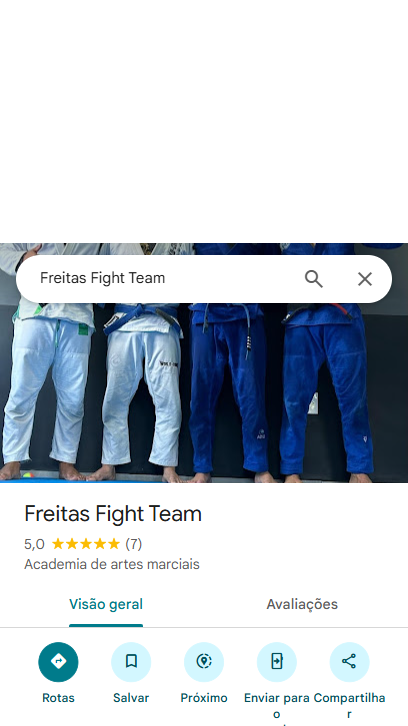 Freitas Fight Team
Freitas Fight Team
5,0 (7)
Academia de artes marciais
Visão geral
Avaliações
Rotas
Salvar
Próximo
Enviar para o
Compartilhar